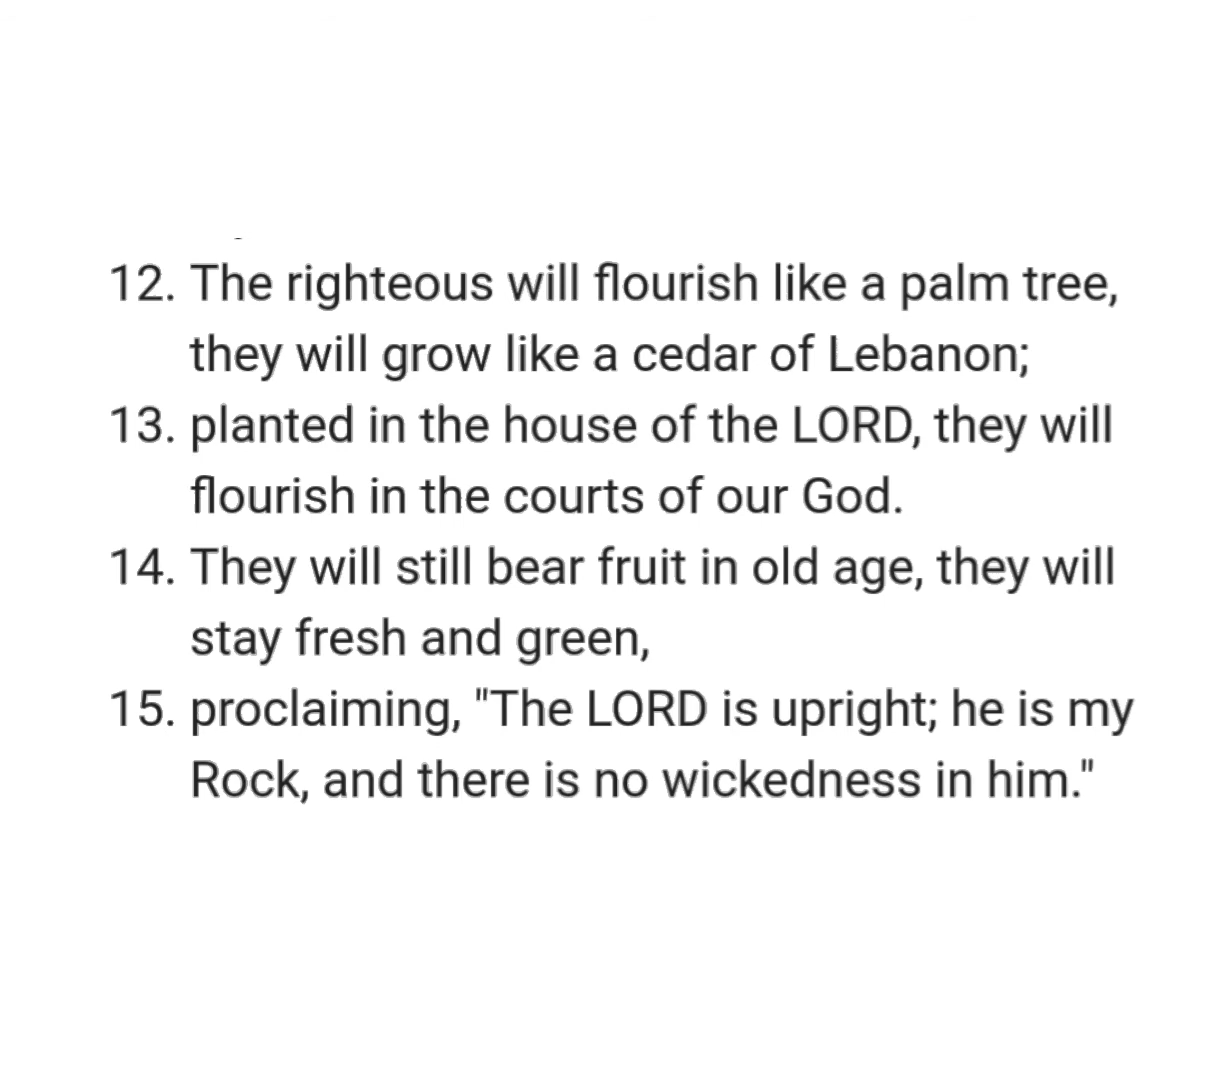 12. The righteous will flourish like a palm tree,
they will grow like a cedar of Lebanon;
13. planted in the house of the LORD, they will
flourish in the courts of our God.
14. They will still bear fruit in old age, they will
stay fresh and green,
15. proclaiming, "The LORD is upright; he is my
Rock, and there is no wickedness in him."